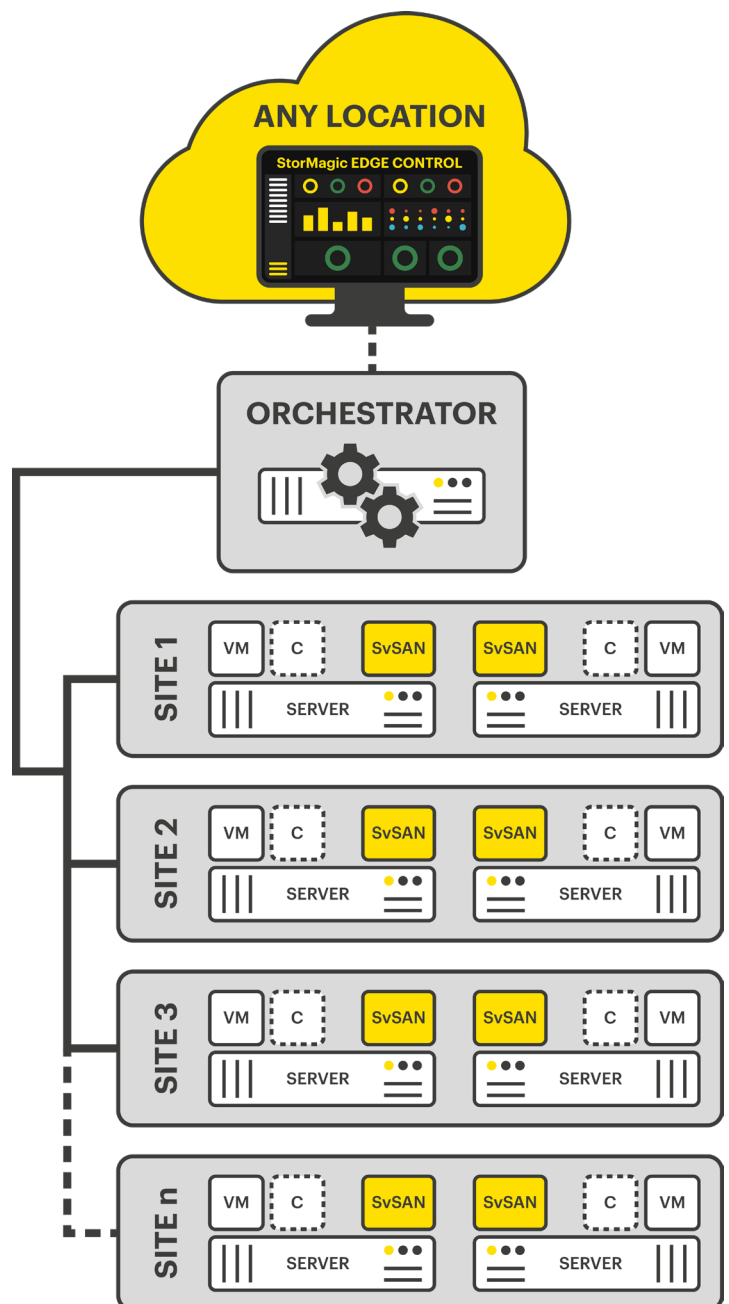 ANY LOCATION
StorMagic EDGE CONTROL
ORCHESTRATOR
SITE 1
VM C SvSAN SvSAN C VM
SERVER SERVER
SITE 2
VM C SvSAN SvSAN C VM
SERVER SERVER
SITE 3
VM C SvSAN SvSAN C VM
SERVER SERVER
SITE n
VM C SvSAN SvSAN C VM
SERVER SERVER